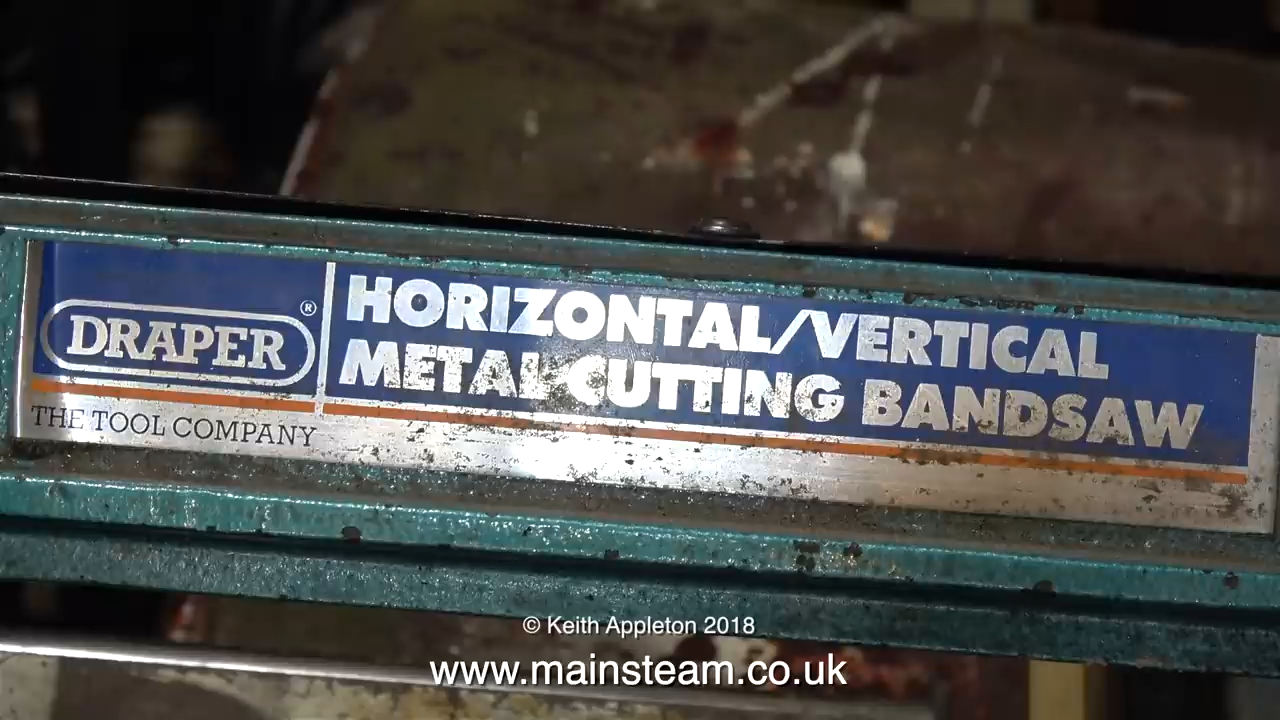 DRAPER®
THE TOOL COMPANY
HORIZONTAL/VERTICAL
METAL CUTTING BANDSAW
© Keith Appleton 2018
www.mainsteam.co.uk